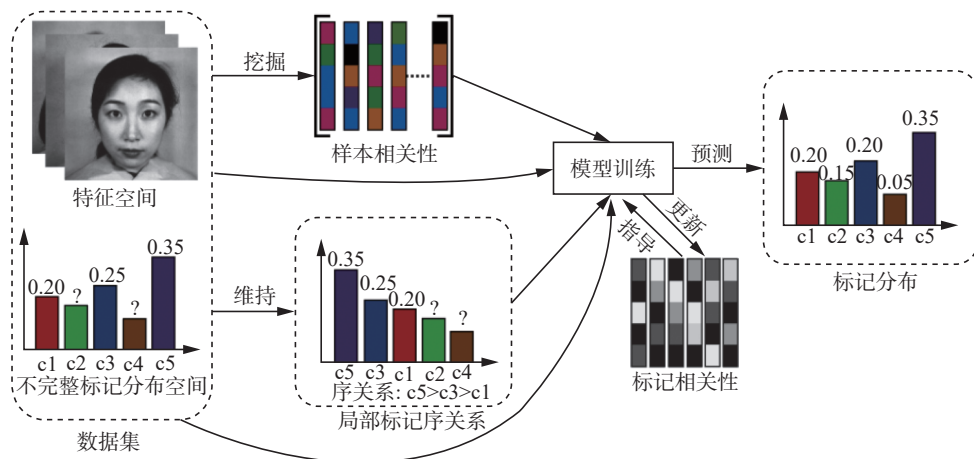 特征空间
0.20
?
0.25
?
0.35
c1 c2 c3 c4 c5
不完整标记分布空间
数据集
挖掘
样本相关性
维持
0.35
0.25
0.20
?
?
c5 c3 c1 c2 c4
序关系: c5>c3>c1
局部标记序关系
模型训练
更新
指导
标记相关性
预测
0.20
0.15
0.20
0.05
0.35
c1 c2 c3 c4 c5
标记分布